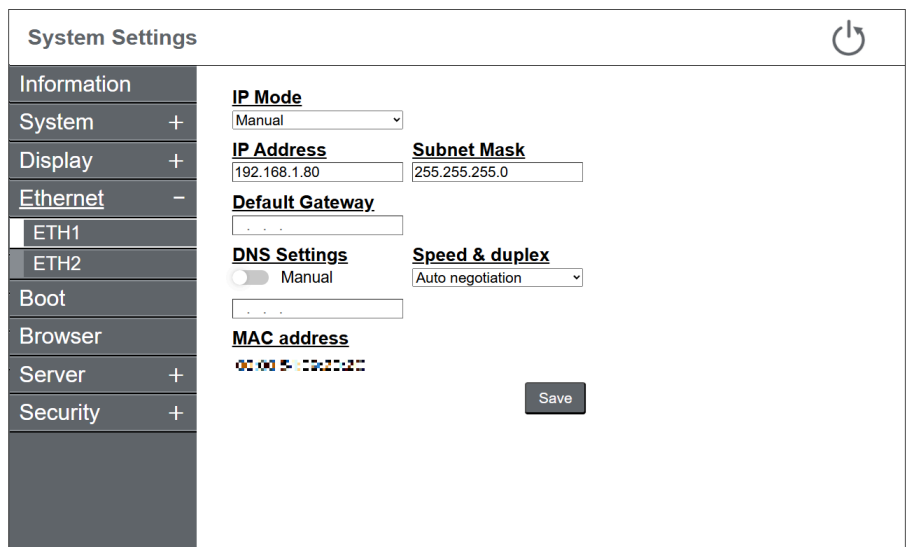 System Settings
Information
System +
Display +
Ethernet -
ETH1
ETH2
Boot
Browser
Server +
Security +
IP Mode
Manual
IP Address Subnet Mask
192.168.1.80 255.255.255.0
Default Gateway
. . .
DNS Settings Speed & duplex
Manual Auto negotiation
. . .
MAC address
Save